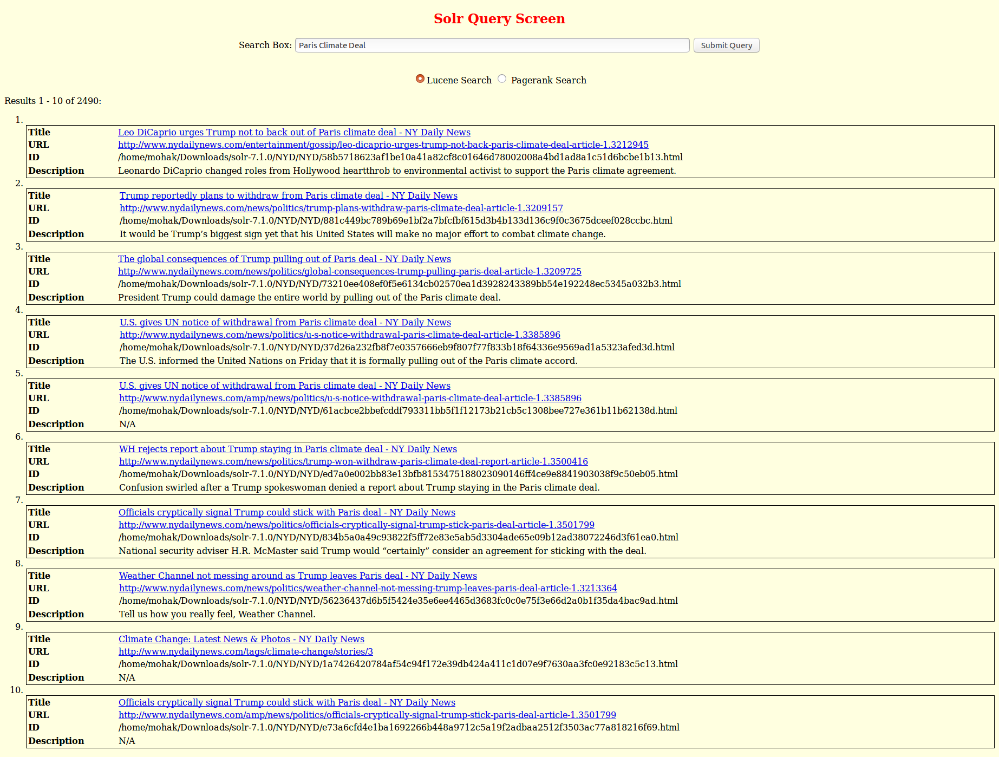 Solr Query Screen
Search Box: Paris Climate Deal Submit Query
Lucene Search Pagerank Search
Results 1 - 10 of 2490:
1.
Title Leo DiCaprio urges Trump not to back out of Paris climate deal - NY Daily News
URL http://www.nydailynews.com/entertainment/gossip/leo-dicaprio-urges-trump-not-back-paris-climate-deal-article-1.3212945
ID /home/mohak/Downloads/solr-7.1.0/NYD/NYD/58b5718623af1be10a41a82cf8c01646d78002008a4bd1ad8a1c51d6bcbe1b13.html
Description Leonardo DiCaprio changed roles from Hollywood heartthrob to environmental activist to support the Paris climate agreement.
2.
Title Trump reportedly plans to withdraw from Paris climate deal - NY Daily News
URL http://www.nydailynews.com/news/politics/trump-plans-withdraw-paris-climate-deal-article-1.3209157
ID /home/mohak/Downloads/solr-7.1.0/NYD/NYD/881c449bc789b69e1bf2a7bfcfbf615d3b4b133d136c9f0c3675dceef028ccbc.html
Description It would be Trump’s biggest sign yet that his United States will make no major effort to combat climate change.
3.
Title The global consequences of Trump pulling out of Paris deal - NY Daily News
URL http://www.nydailynews.com/news/politics/global-consequences-trump-pulling-paris-deal-article-1.3209725
ID /home/mohak/Downloads/solr-7.1.0/NYD/NYD/73210ee408ef0f5e6134cb02570ea1d3928243389bb54e192248ec5345a032b3.html
Description President Trump could damage the entire world by pulling out of the Paris climate deal.
4.
Title U.S. gives UN notice of withdrawal from Paris climate deal - NY Daily News
URL http://www.nydailynews.com/news/politics/u-s-notice-withdrawal-paris-climate-deal-article-1.3385896
ID /home/mohak/Downloads/solr-7.1.0/NYD/NYD/37d26a232fb8f7e0357666eb9f807f77f833b18f64336e9569ad1a5323afed3d.html
Description The U.S. informed the United Nations on Friday that it is formally pulling out of the Paris climate accord.
5.
Title U.S. gives UN notice of withdrawal from Paris climate deal - NY Daily News
URL http://www.nydailynews.com/amp/news/politics/u-s-notice-withdrawal-paris-climate-deal-article-1.3385896
ID /home/mohak/Downloads/solr-7.1.0/NYD/NYD/61acbce2bbefcddf793311bb5f1f12173b21cb5c1308bee727e361b11b62138d.html
Description N/A
6.
Title WH rejects report about Trump staying in Paris climate deal - NY Daily News
URL http://www.nydailynews.com/news/politics/trump-won-withdraw-paris-climate-deal-report-article-1.3500416
ID /home/mohak/Downloads/solr-7.1.0/NYD/NYD/ed7a0e002bb83e13bfb8153475188023090146ff4ce9e8841903038f9c50eb05.html
Description Confusion swirled after a Trump spokeswoman denied a report about Trump staying in the Paris climate deal.
7.
Title Officials cryptically signal Trump could stick with Paris deal - NY Daily News
URL http://www.nydailynews.com/news/politics/officials-cryptically-signal-trump-stick-paris-deal-article-1.3501799
ID /home/mohak/Downloads/solr-7.1.0/NYD/NYD/834b5a0a49c93822f5ff72e83e5ab5d3304ade65e09b12ad38072246d3f61ea0.html
Description National security adviser H.R. McMaster said Trump would “certainly” consider an agreement for sticking with the deal.
8.
Title Weather Channel not messing around as Trump leaves Paris deal - NY Daily News
URL http://www.nydailynews.com/news/politics/weather-channel-not-messing-trump-leaves-paris-deal-article-1.3213364
ID /home/mohak/Downloads/solr-7.1.0/NYD/NYD/56236437d6b5f5424e35e6ee4465d3683fc0c0e75f3e66d2a0b1f35da4bac9ad.html
Description Tell us how you really feel, Weather Channel.
9.
Title Climate Change: Latest News & Photos - NY Daily News
URL http://www.nydailynews.com/tags/climate-change/stories/3
ID /home/mohak/Downloads/solr-7.1.0/NYD/NYD/1a7426420784af54c94f172e39db424a411c1d07e9f7630aa3fc0e92183c5c13.html
Description N/A
10.
Title Officials cryptically signal Trump could stick with Paris deal - NY Daily News
URL http://www.nydailynews.com/amp/news/politics/officials-cryptically-signal-trump-stick-paris-deal-article-1.3501799
ID /home/mohak/Downloads/solr-7.1.0/NYD/NYD/e73a6cfd4e1ba1692266b448a9712c5a19f2adbaa2512f3503ac77a818216f69.html
Description N/A